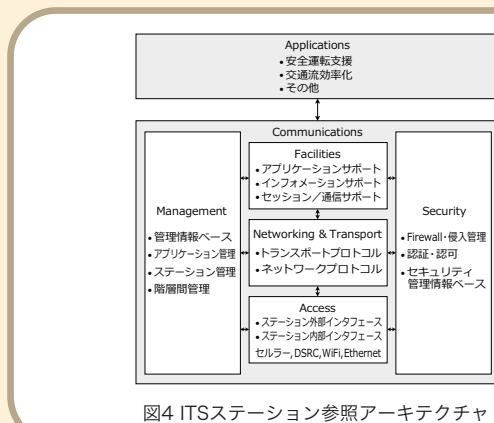 Applications
•安全運転支援
•交通流効率化
•その他
Communications
Facilities
•アプリケーションサポート
•インフォメーションサポート
•セッション／通信サポート
Management
•管理情報ベース
•アプリケーション管理
•ステーション管理
•階層間管理
Networking & Transport
•トランスポートプロトコル
•ネットワークプロトコル
Security
•Firewall・侵入管理
•認証・認可
•セキュリティ
管理情報ベース
Access
•ステーション外部インタフェース
•ステーション内部インタフェース
セルラー,DSRC,WiFi,Ethernet
図4 ITSステーション参照アーキテクチャ